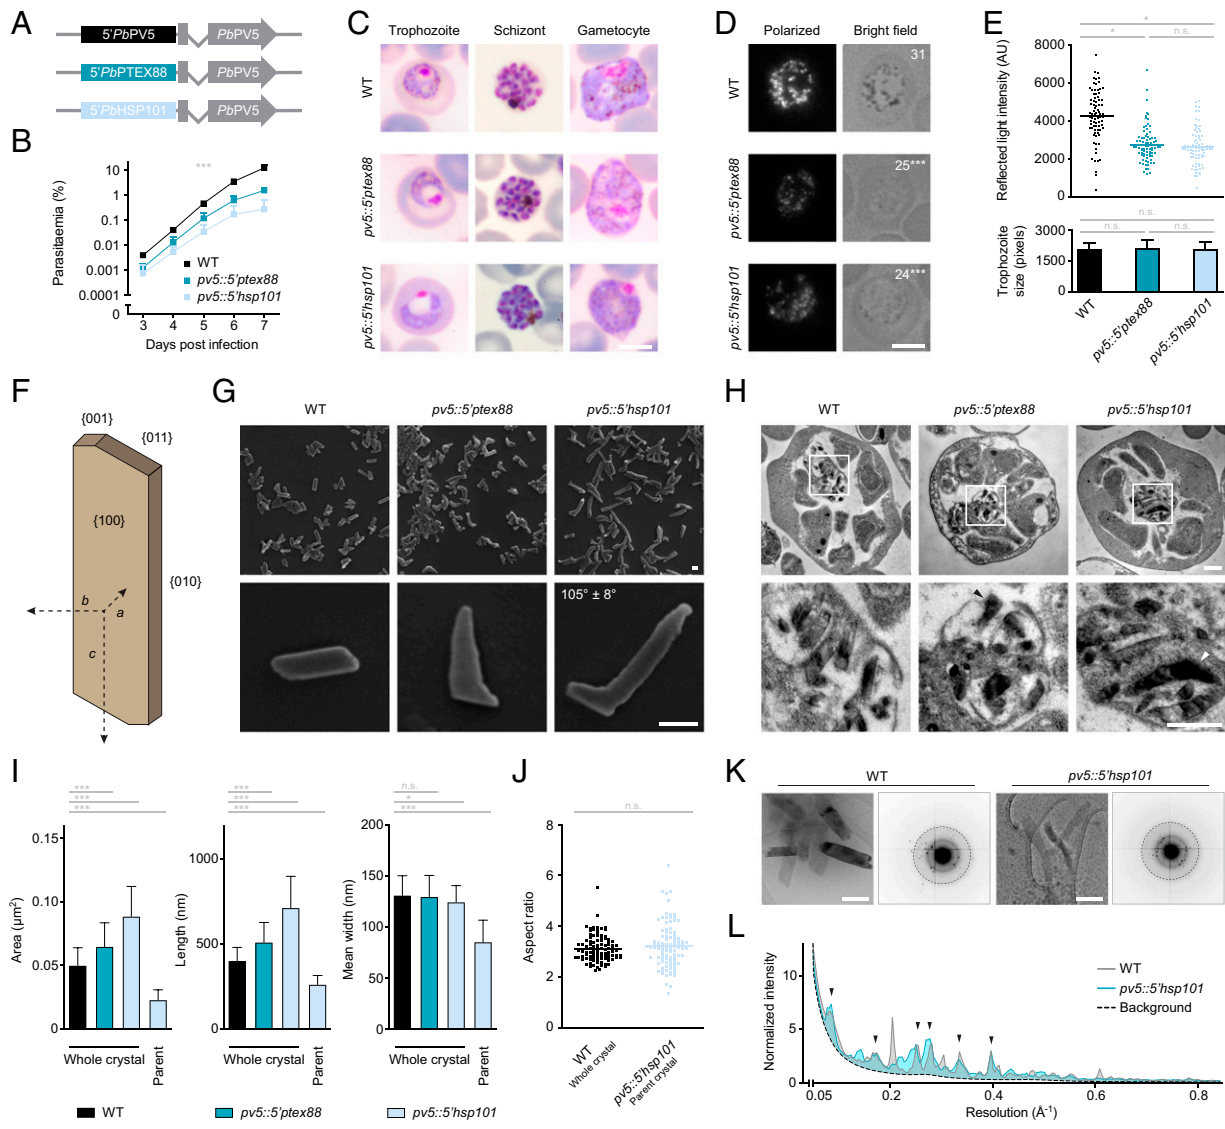 A
5'PbPV5
PbPV5
5'PbPTEX88
PbPV5
5'PbHSP101
PbPV5
B
***
10
1
0.1
0.01
0.001
0.0001
0
Parasitaemia (%)
WT
pv5::5'ptex88
pv5::5'hsp101
3 4 5 6 7
Days post infection
C
Trophozoite Schizont Gametocyte
WT
pv5::5'ptex88
pv5::5'hsp101
D
Polarized Bright field
WT
31
pv5::5'ptex88
25***
pv5::5'hsp101
24***
E
*
* n.s.
8000
6000
4000
2000
0
Reflected light intensity (AU)
n.s.
n.s. n.s.
3000
1500
0
Trophozoite
size (pixels)
WT
pv5::5'ptex88
pv5::5'hsp101
F
{001}
{011}
{100}
{010}
b
a
c
G
WT pv5::5'ptex88 pv5::5'hsp101
105° ± 8°
H
WT pv5::5'ptex88 pv5::5'hsp101
I
***
***
***
0.15
0.10
0.05
0
Area (µm²)
Whole crystal
Parent
***
***
***
1000
500
0
Length (nm)
Whole crystal
Parent
n.s.
*
***
200
150
100
50
0
Mean width (nm)
Whole crystal
Parent
WT
pv5::5'ptex88
pv5::5'hsp101
J
n.s.
8
6
4
2
0
Aspect ratio
WT
Whole crystal
pv5::5'hsp101
Parent crystal
K
WT pv5::5'hsp101
L
10
5
0
Normalized intensity
WT
pv5::5'hsp101
Background
0.05 0.2 0.4 0.6 0.8
Resolution (Å⁻¹)